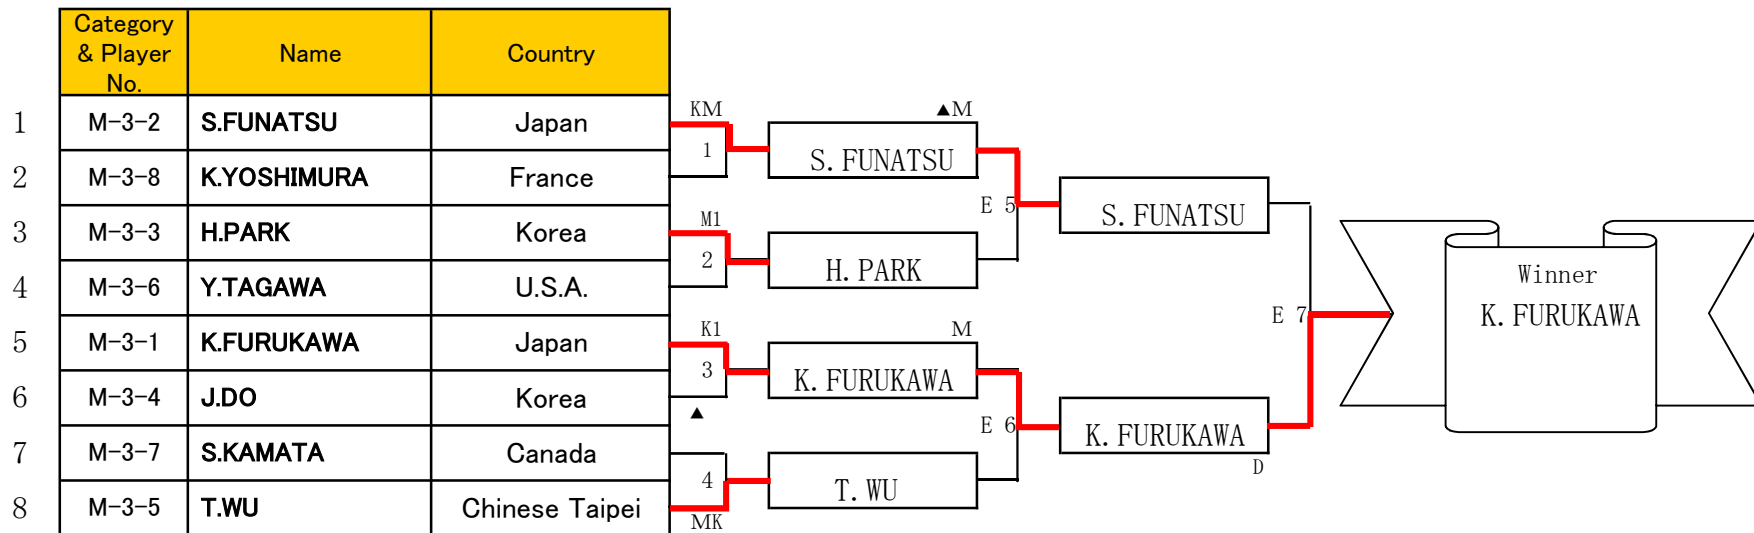 Category
& Player
No.
Name
Country
1 M-3-2 S.FUNATSU Japan
2 M-3-8 K.YOSHIMURA France
3 M-3-3 H.PARK Korea
4 M-3-6 Y.TAGAWA U.S.A.
5 M-3-1 K.FURUKAWA Japan
6 M-3-4 J.DO Korea
7 M-3-7 S.KAMATA Canada
8 M-3-5 T.WU Chinese Taipei
KM
1
M1
2
K1
3
▲
4
MK
▲M
S. FUNATSU
E 5
H. PARK
M
K. FURUKAWA
E 6
T. WU
S. FUNATSU
E 7
K. FURUKAWA
D
Winner
K. FURUKAWA